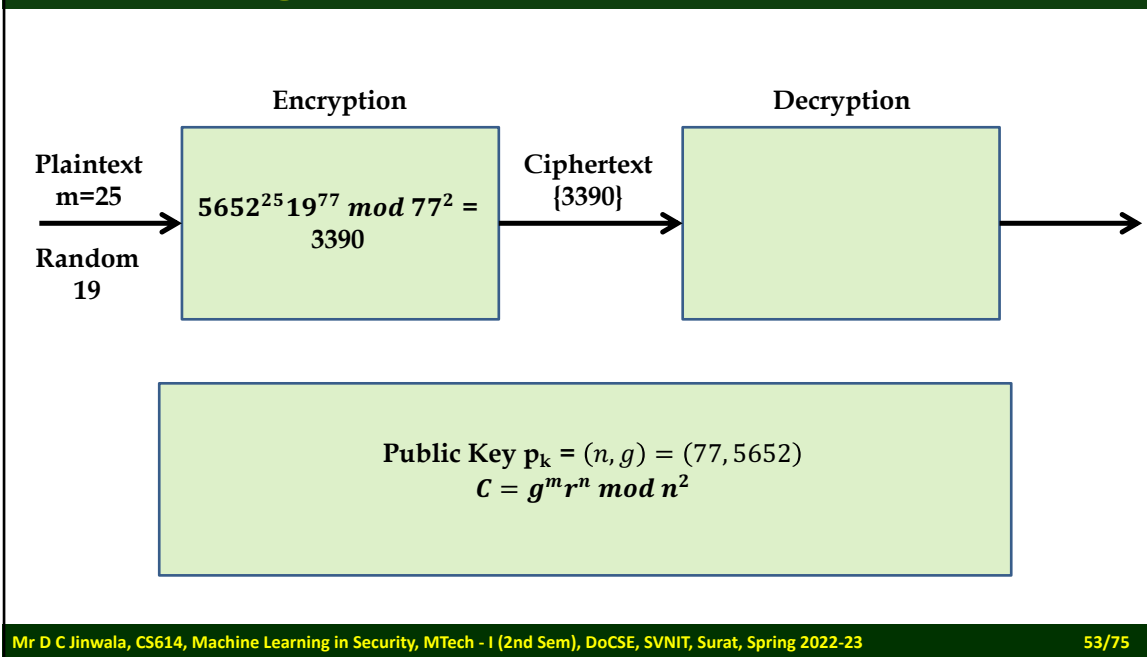 Encryption
Decryption
Plaintext
m=25
Random
19
5652²⁵19⁷⁷ mod 77² =
3390
Ciphertext
{3390}
Public Key pₖ = (n, g) = (77, 5652)
C = gᵐrⁿ mod n²
Mr D C Jinwala, CS614, Machine Learning in Security, MTech - I (2nd Sem), DoCSE, SVNIT, Surat, Spring 2022-23 53/75